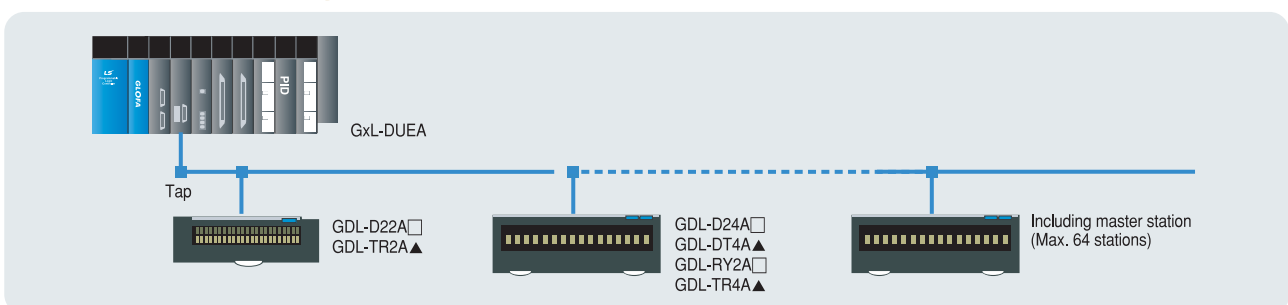 LS
GLOFA
PID
GxL-DUEA
Tap
GDL-D22A□
GDL-TR2A▲
GDL-D24A□
GDL-DT4A▲
GDL-RY2A□
GDL-TR4A▲
Including master station
(Max. 64 stations)